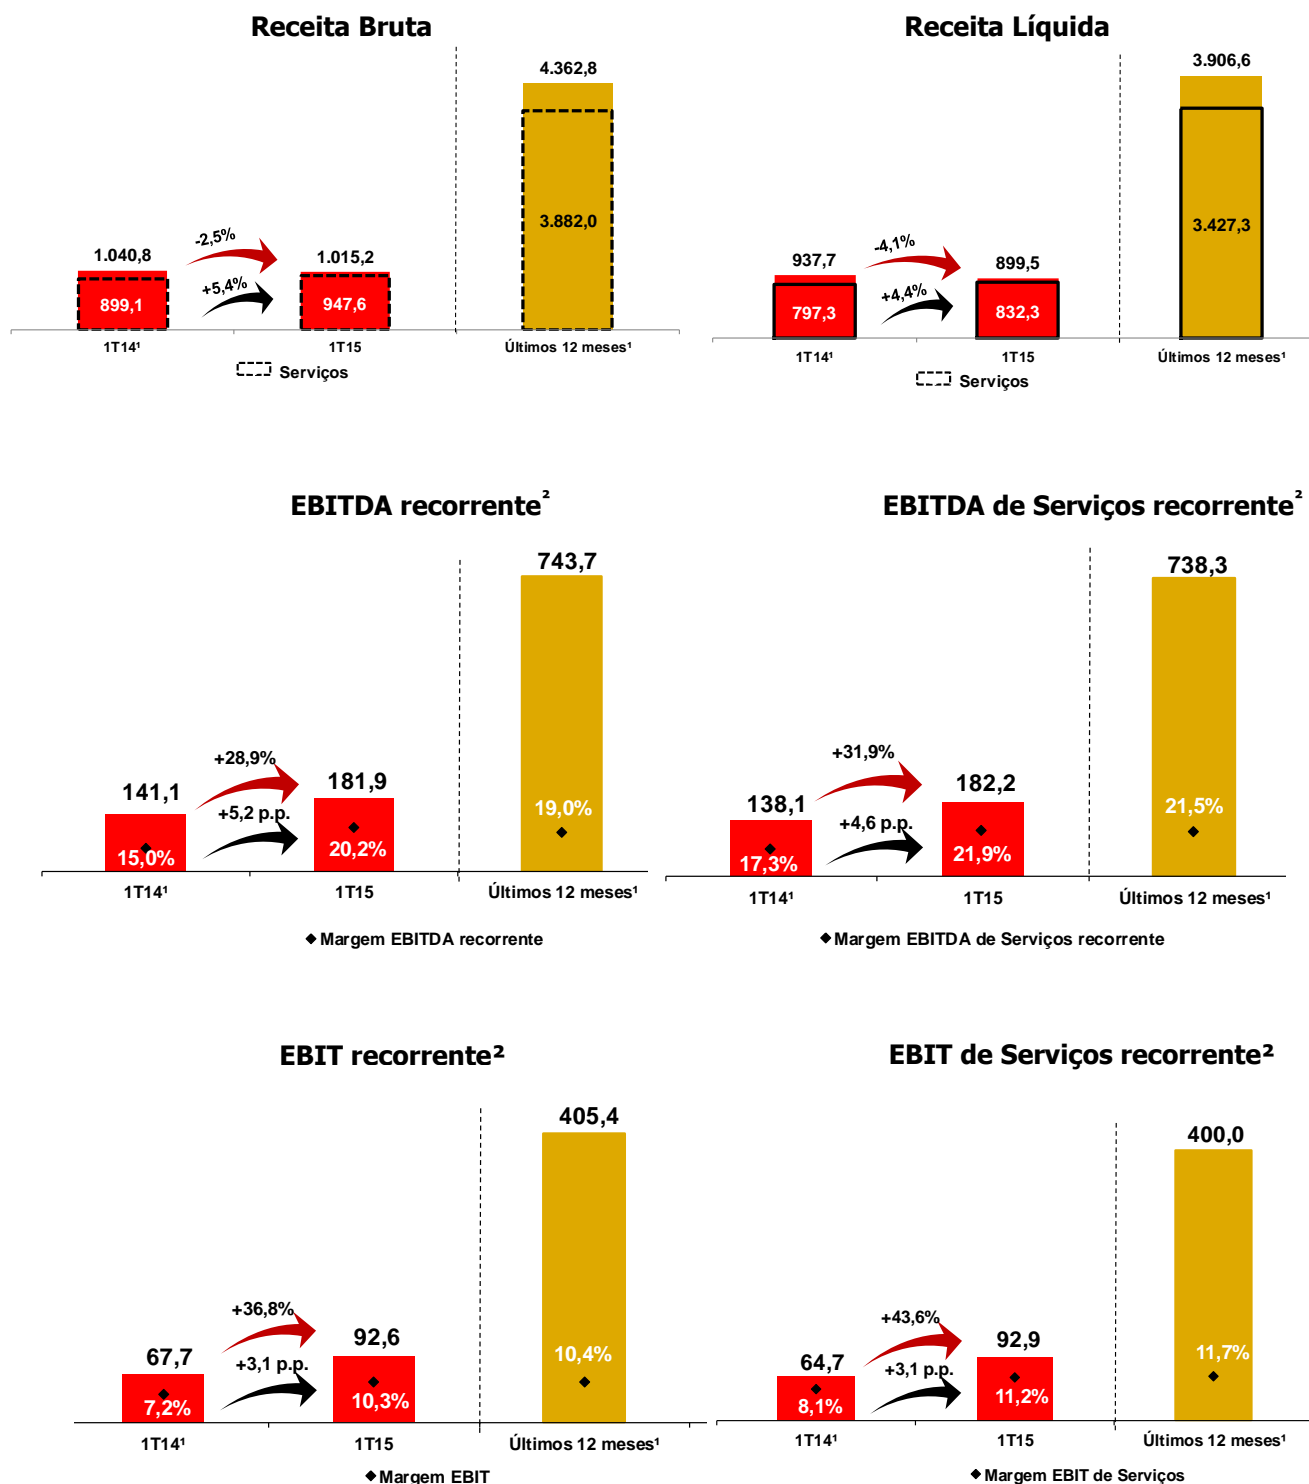 Receita Bruta
4.362,8
3.882,0
1.040,8
-2,5%
1.015,2
899,1
+5,4%
947,6
1T14¹
1T15
Últimos 12 meses¹
Serviços
Receita Líquida
3.906,6
3.427,3
937,7
-4,1%
899,5
797,3
+4,4%
832,3
1T14¹
1T15
Últimos 12 meses¹
Serviços
EBITDA recorrente²
743,7
+28,9%
141,1
181,9
+5,2 p.p.
19,0%
15,0%
20,2%
1T14¹
1T15
Últimos 12 meses¹
Margem EBITDA recorrente
EBITDA de Serviços recorrente²
738,3
+31,9%
138,1
182,2
+4,6 p.p.
21,5%
17,3%
21,9%
1T14¹
1T15
Últimos 12 meses¹
Margem EBITDA de Serviços recorrente
EBIT recorrente²
405,4
+36,8%
67,7
92,6
+3,1 p.p.
10,4%
7,2%
10,3%
1T14¹
1T15
Últimos 12 meses¹
Margem EBIT
EBIT de Serviços recorrente²
400,0
+43,6%
64,7
92,9
+3,1 p.p.
11,7%
8,1%
11,2%
1T14¹
1T15
Últimos 12 meses¹
Margem EBIT de Serviços